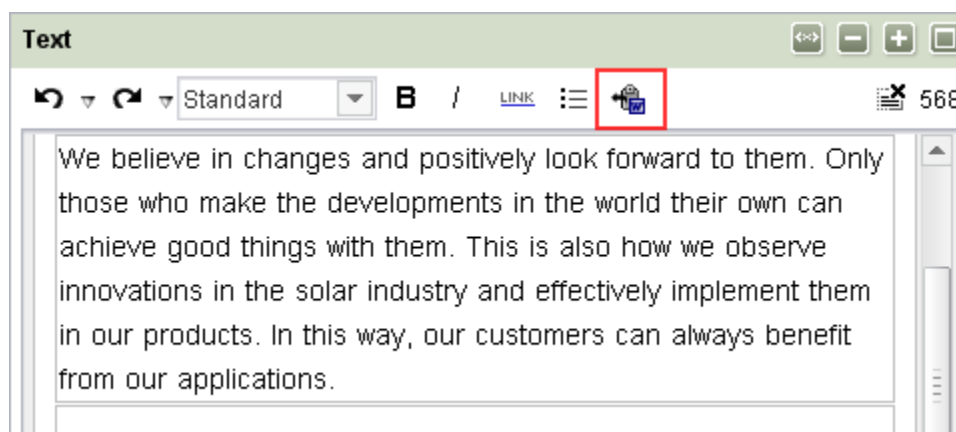 Text
Standard B I LINK 568
We believe in changes and positively look forward to them. Only
those who make the developments in the world their own can
achieve good things with them. This is also how we observe
innovations in the solar industry and effectively implement them
in our products. In this way, our customers can always benefit
from our applications.